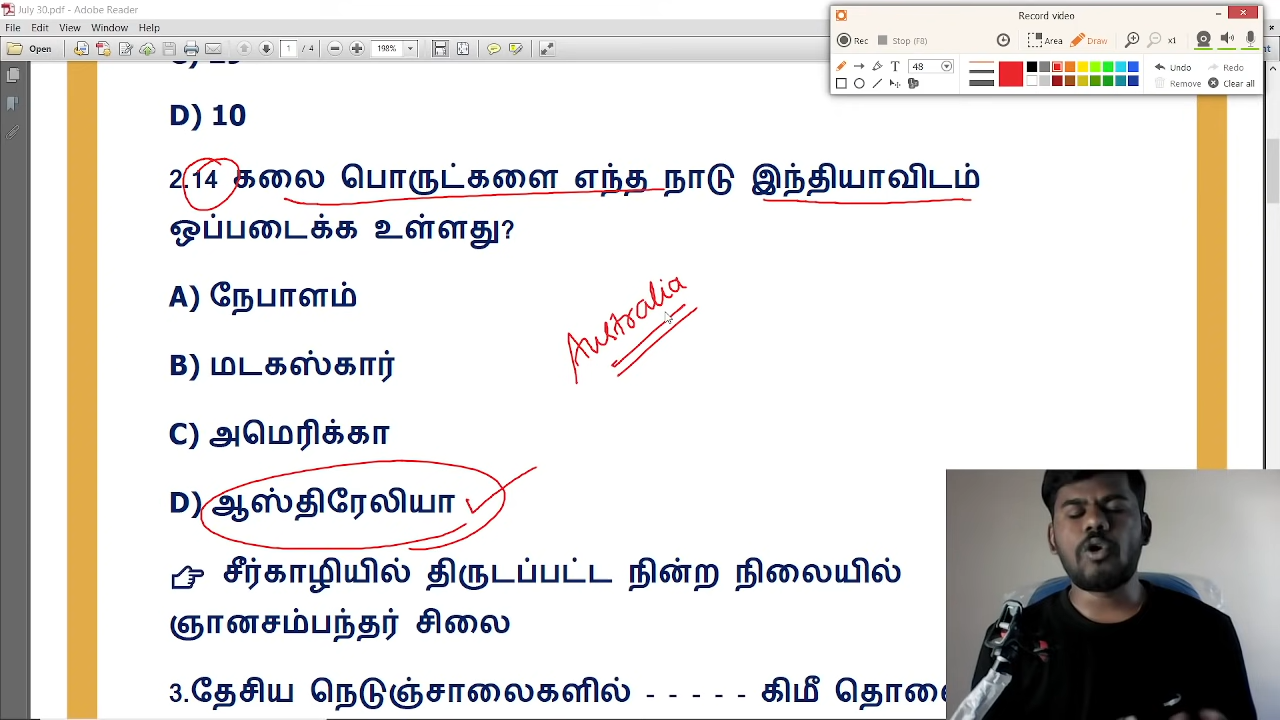 July 30.pdf - Adobe Reader
File Edit View Window Help
Open 1 / 4 198%
Record video
Rec Stop (F8) Area Draw x1
T 48 Undo Redo
Remove Clear all
D) 10
2.14 கலை பொருட்களை எந்த நாடு இந்தியாவிடம்
ஒப்படைக்க உள்ளது?
A) நேபாளம்
Australia
B) மடகஸ்கார்
C) அமெரிக்கா
D) ஆஸ்திரேலியா
சீர்காழியில் திருடப்பட்ட நின்ற நிலையில்
ஞானசம்பந்தர் சிலை
3.தேசிய நெடுஞ்சாலைகளில் - - - - - கிமீ